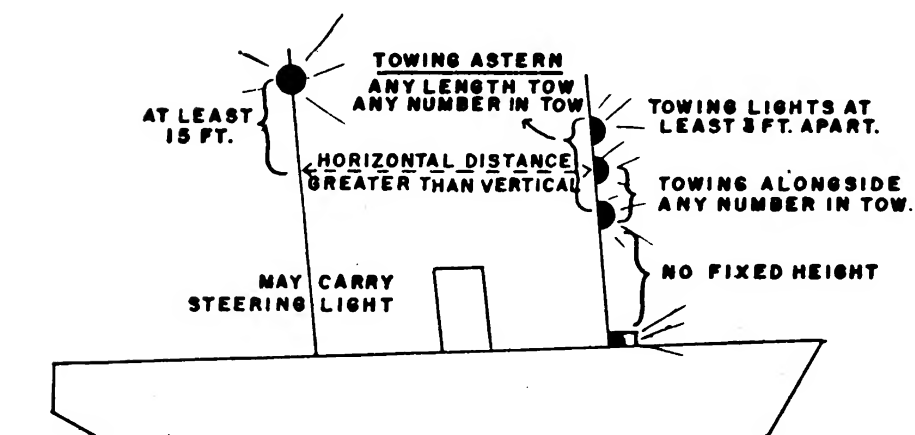 TOWING ASTERN
ANY LENGTH TOW
ANY NUMBER IN TOW
AT LEAST
15 FT.
TOWING LIGHTS AT
LEAST 3 FT. APART.
HORIZONTAL DISTANCE
GREATER THAN VERTICAL
TOWING ALONGSIDE
ANY NUMBER IN TOW.
NO FIXED HEIGHT
MAY CARRY
STEERING LIGHT